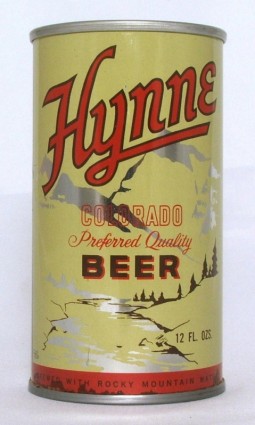 Hynne
COLORADO
Preferred Quality
BEER
12 FL. OZS.
WITH ROCKY MOUNTAIN